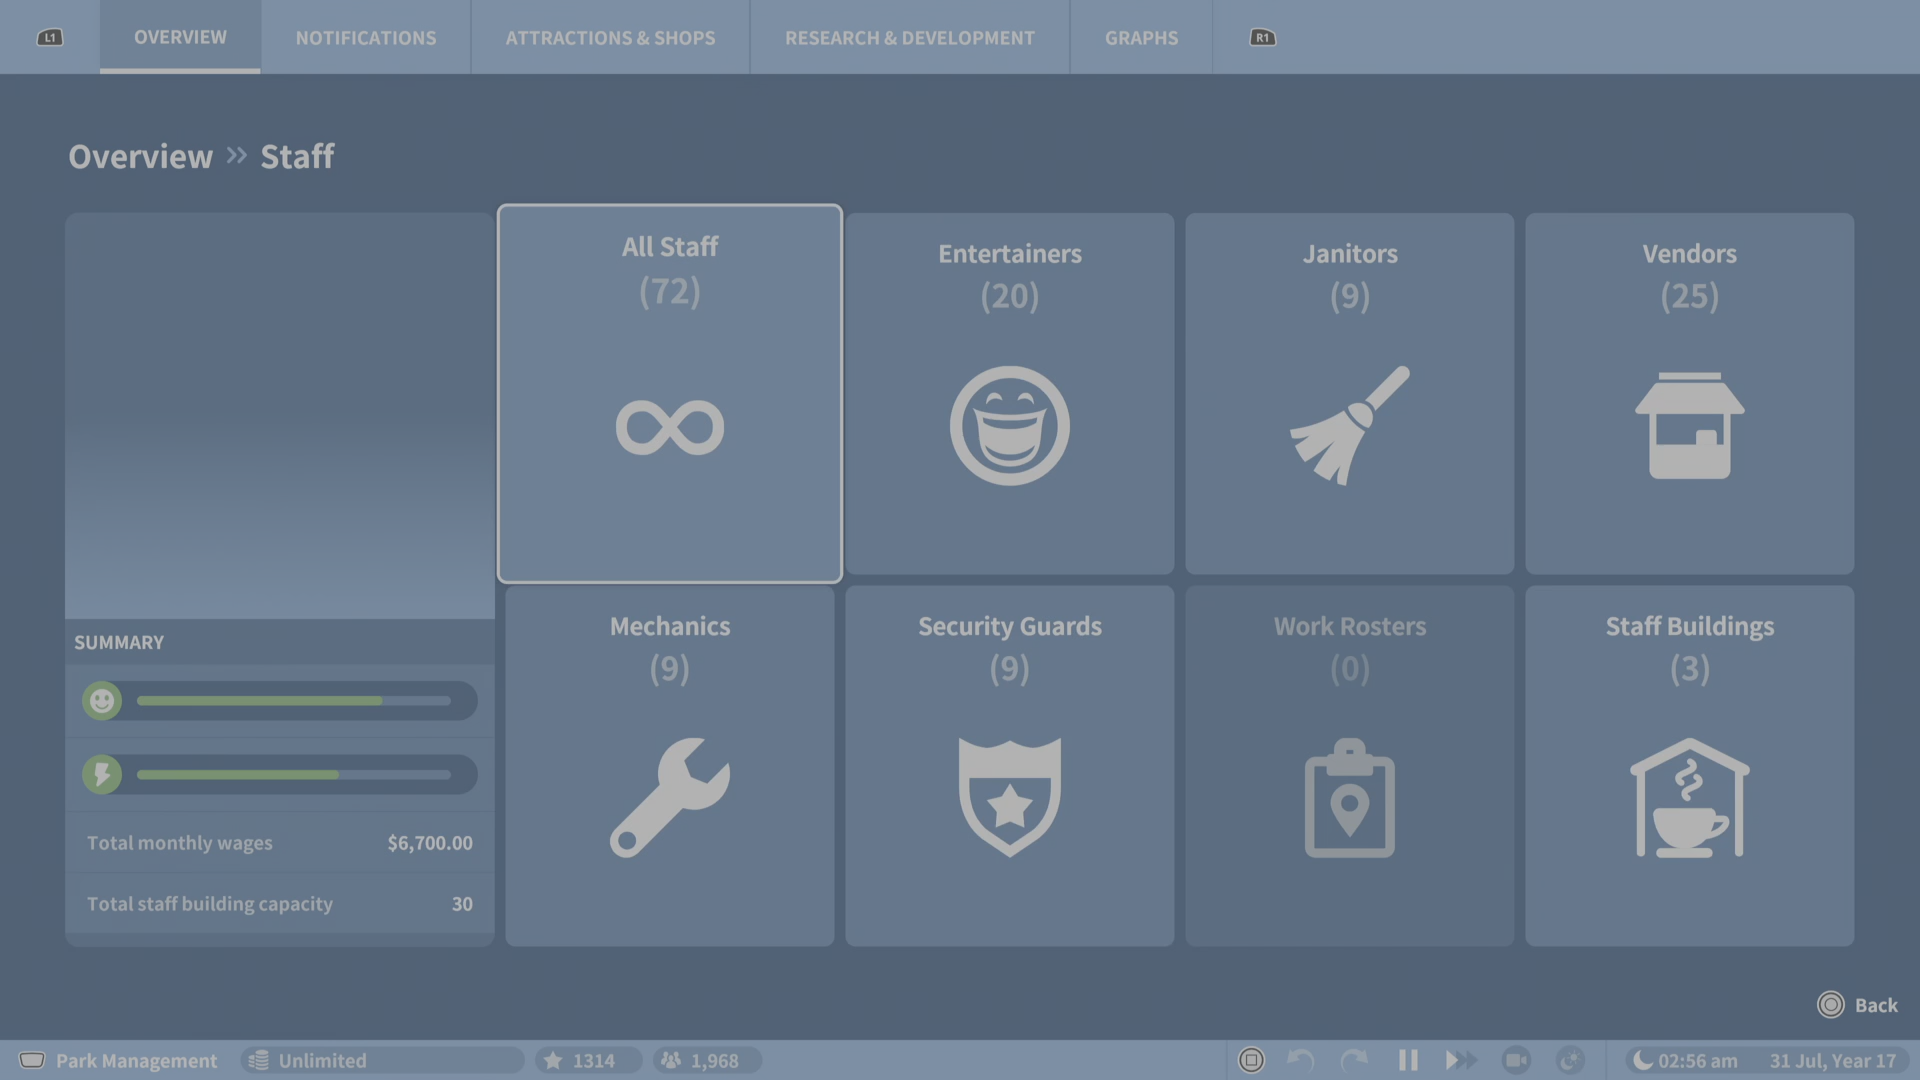 L1
OVERVIEW
NOTIFICATIONS
ATTRACTIONS & SHOPS
RESEARCH & DEVELOPMENT
GRAPHS
R1
Overview » Staff
All Staff
(72)
Entertainers
(20)
Janitors
(9)
Vendors
(25)
SUMMARY
Total monthly wages $6,700.00
Total staff building capacity 30
Mechanics
(9)
Security Guards
(9)
Work Rosters
(0)
Staff Buildings
(3)
Back
Park Management
Unlimited
1314
1,968
02:56 am
31 Jul, Year 17